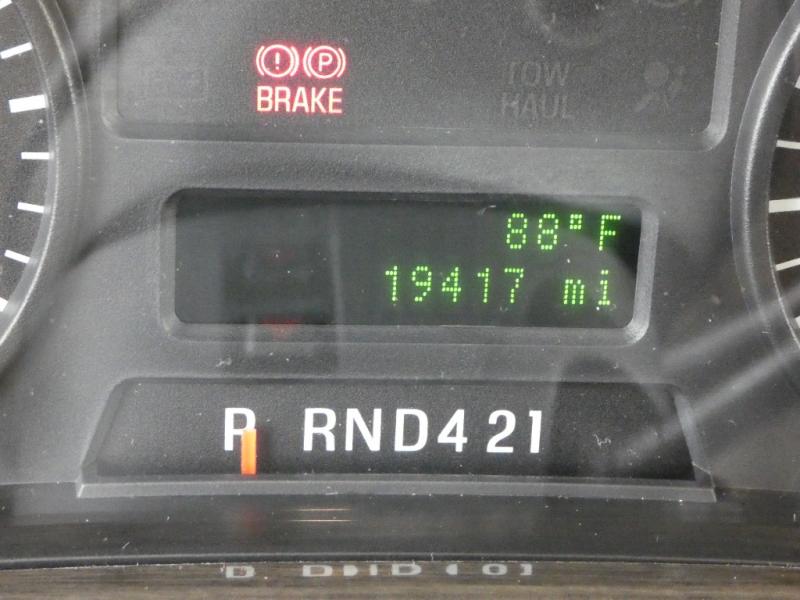 ! P
BRAKE
TOW
HAUL
88°F
19417 mi
P RND421